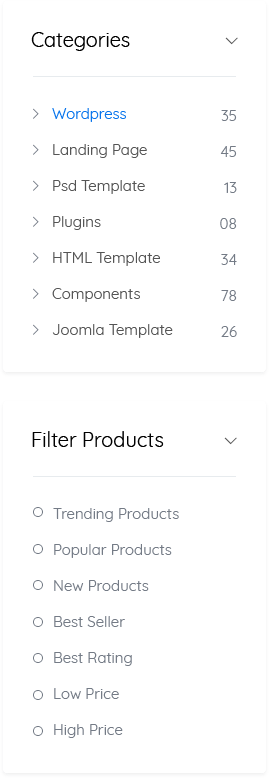 Categories
Wordpress 35
Landing Page 45
Psd Template 13
Plugins 08
HTML Template 34
Components 78
Joomla Template 26
Filter Products
Trending Products
Popular Products
New Products
Best Seller
Best Rating
Low Price
High Price